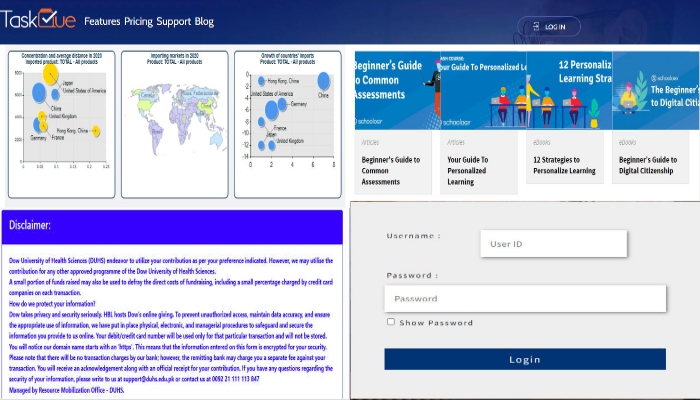 TaskQue Features Pricing Support Blog
LOG IN
Concentration and average distance in 2020
Imported product: TOTAL - All products
Japan
United States of America
China
United Kingdom
Hong Kong, China
Germany
France
Importing markets in 2020
Product: TOTAL - All products
Growth of countries' imports
Product: TOTAL - All products
Hong Kong, China
United States of America
China
Germany
France
Japan
United Kingdom
Beginner's Guide
to Common
Assessments
Articles
Beginner's Guide to
Common
Assessments
Your Guide To Personalized
schooloar
Articles
Your Guide To
Personalized
Learning
12
Learning
eBooks
12 Strategies to
Personalize Learning
schooloar
The Beginner's
to Digital
eBooks
Beginner's Guide to
Digital Citizenship
Disclaimer:
Dow University of Health Sciences (DUHS) endeavor to utilize your contribution as per your preference indicated. However, we may utilise the
contribution for any other approved programme of the Dow University of Health Sciences.
A small portion of funds raised may also be used to defray the direct costs of fundraising, including a small percentage charged by credit card
companies on each transaction.
How do we protect your information?
Dow takes privacy and security seriously. HBL hosts Dow's online giving. To prevent unauthorized access, maintain data accuracy, and ensure
the appropriate use of information, we have put in place physical, electronic, and managerial procedures to safeguard and secure the
information you provide to us online. Your debit/credit card number will be used only for that particular transaction and will not be stored.
You will notice our domain name starts with an 'https'. This means that the information entered on this form is encrypted for your security.
Please note that there will be no transaction charges by our bank; however, the remitting bank may charge you a separate fee against your
transaction. You will receive an acknowledgement along with an official receipt for your contribution. If you have any questions regarding the
security of your information, please write to us at support@duhs.edu.pk or contact us at 0092 21 111 113 847
Managed by Resource Mobilization Office - DUHS.
Username :
User ID
Password :
Password
Show Password
Login